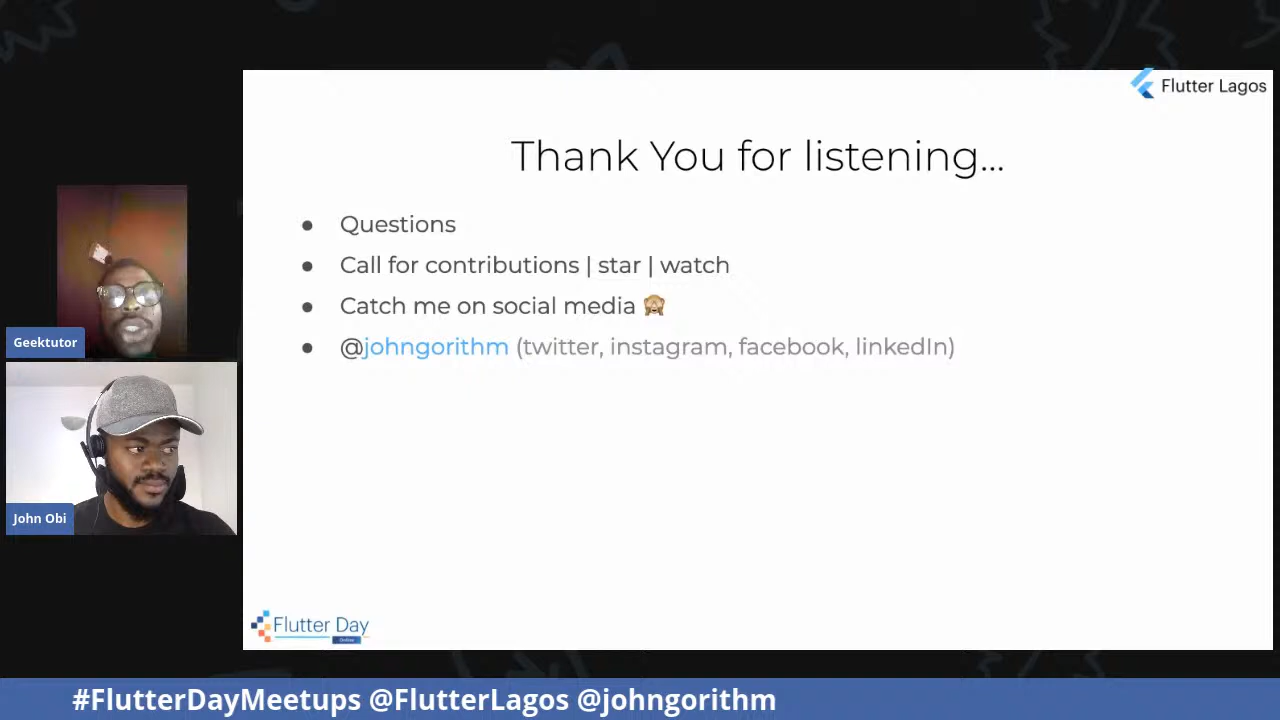 Flutter Lagos
Thank You for listening...
● Questions
● Call for contributions | star | watch
● Catch me on social media 🙈
● @johngorithm (twitter, instagram, facebook, linkedIn)
Geektutor
John Obi
Flutter Day
Online
#FlutterDayMeetups @FlutterLagos @johngorithm